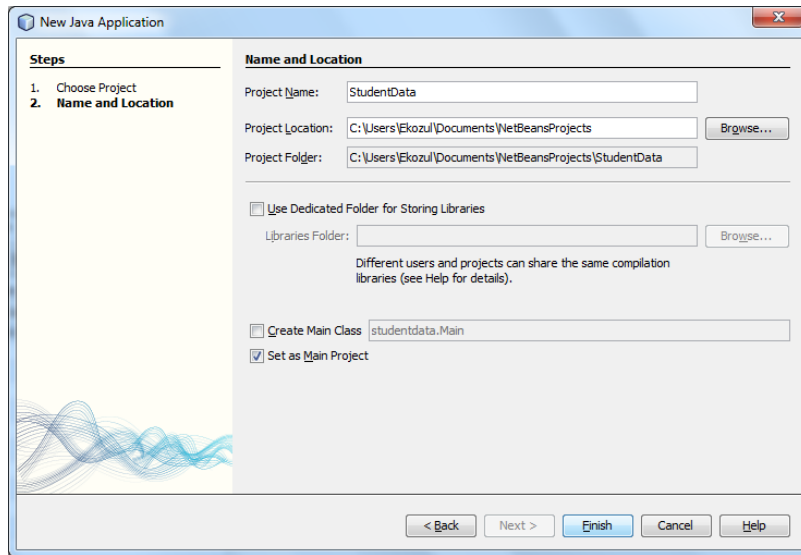 New Java Application
Steps
1. Choose Project
2. Name and Location
Name and Location
Project Name: StudentData
Project Location: C:\Users\Ekozul\Documents\NetBeansProjects Browse...
Project Folder: C:\Users\Ekozul\Documents\NetBeansProjects\StudentData
Use Dedicated Folder for Storing Libraries
Libraries Folder: Browse...
Different users and projects can share the same compilation
libraries (see Help for details).
Create Main Class studentdata.Main
Set as Main Project
< Back Next > Finish Cancel Help